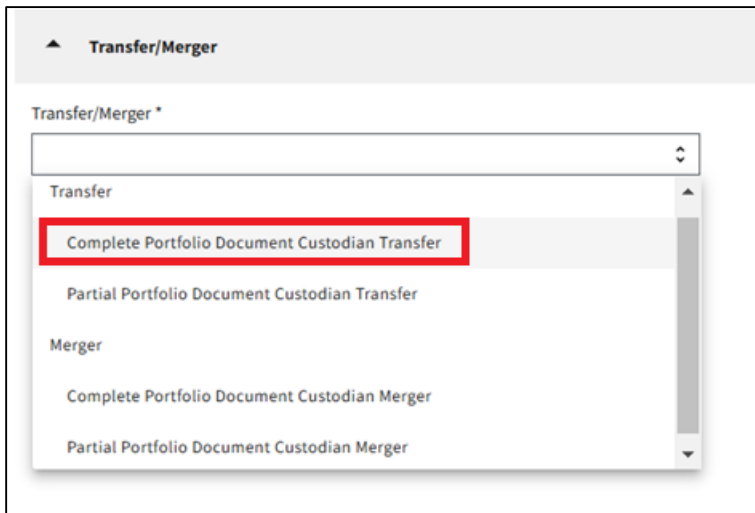 Transfer/Merger
Transfer/Merger *
Transfer
Complete Portfolio Document Custodian Transfer
Partial Portfolio Document Custodian Transfer
Merger
Complete Portfolio Document Custodian Merger
Partial Portfolio Document Custodian Merger